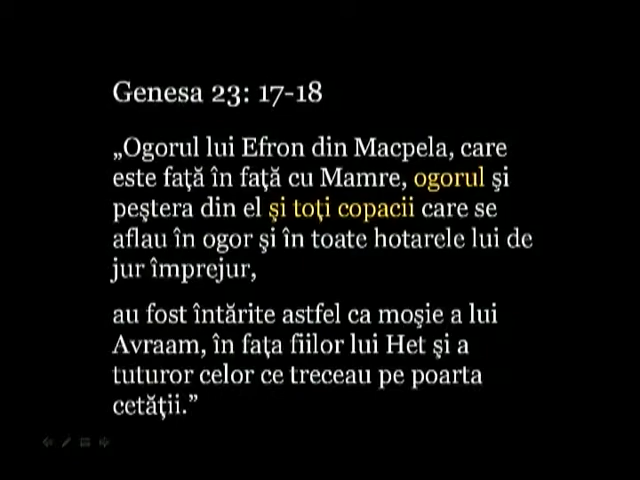 Genesa 23: 17-18
„Ogorul lui Efron din Macpela, care
este faţă în faţă cu Mamre, ogorul şi
peştera din el şi toţi copacii care se
aflau în ogor şi în toate hotarele lui de
jur împrejur,
au fost întărite astfel ca moşie a lui
Avraam, în faţa fiilor lui Het şi a
tuturor celor ce treceau pe poarta
cetăţii.”